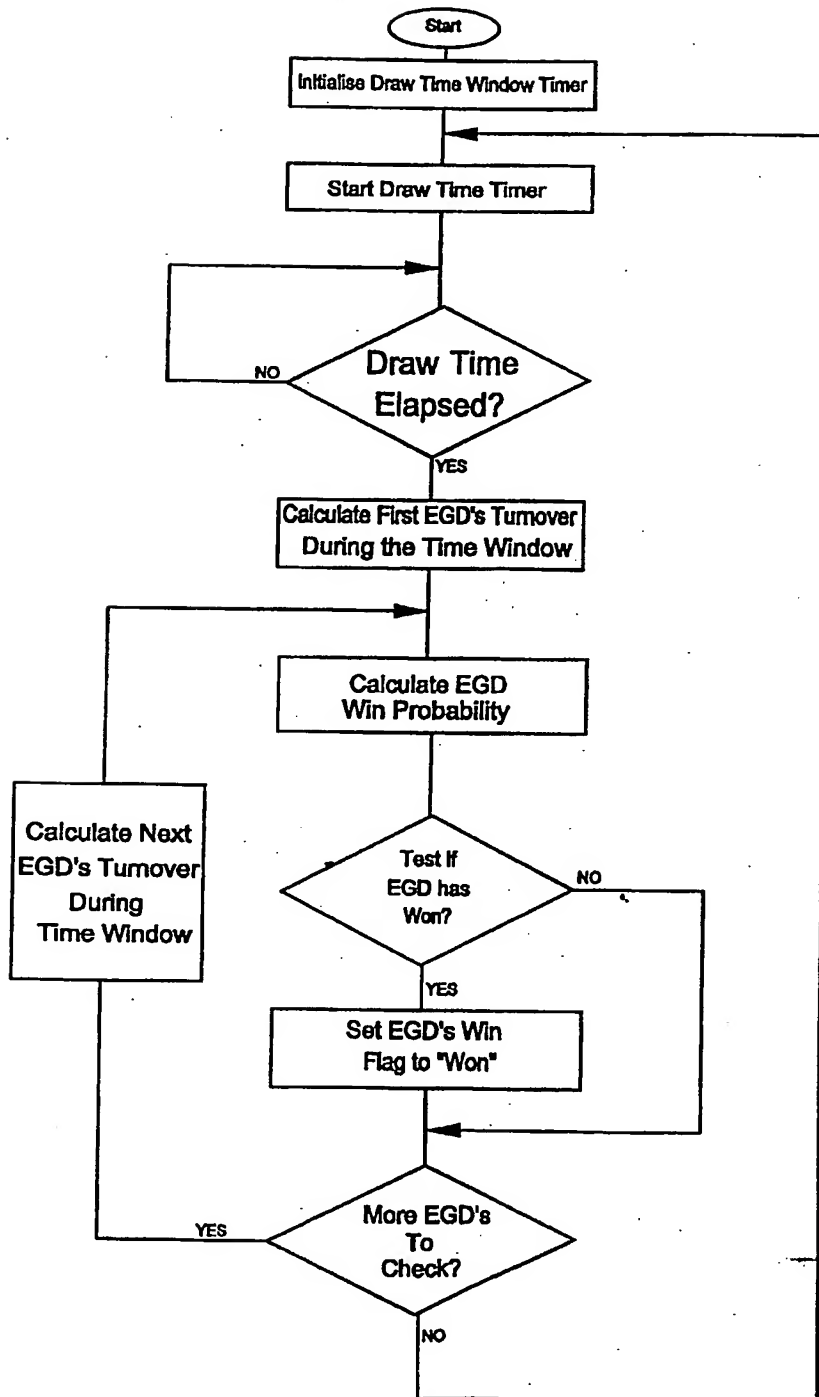 Start
Initialise Draw Time Window Timer
Start Draw Time Timer
Draw Time
Elapsed?
NO
YES
Calculate First EGD's Turnover
During the Time Window
Calculate EGD
Win Probability
Calculate Next
EGD's Turnover
During
Time Window
Test If
EGD has
Won?
NO
YES
Set EGD's Win
Flag to "Won"
More EGD's
To
Check?
YES
NO